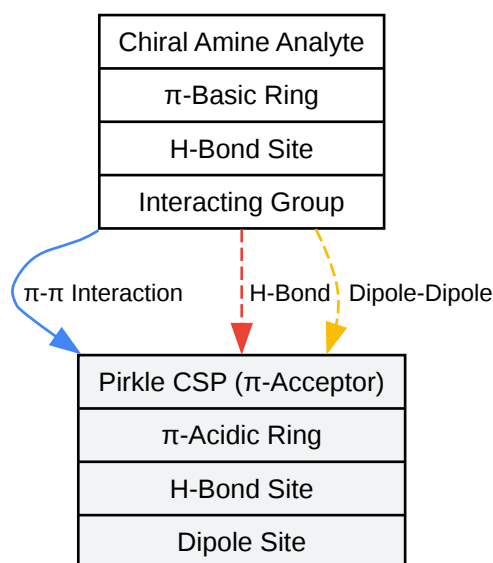 Chiral Amine Analyte
π-Basic Ring
H-Bond Site
Interacting Group
π-π Interaction
H-Bond
Dipole-Dipole
Pirkle CSP (π-Acceptor)
π-Acidic Ring
H-Bond Site
Dipole Site